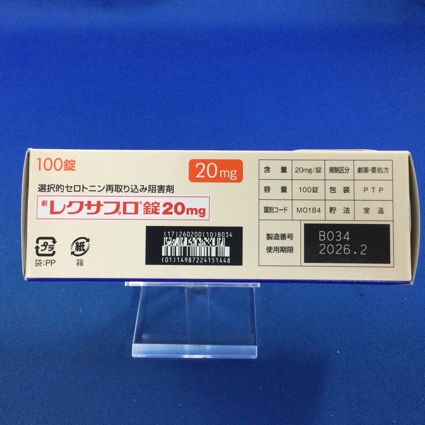 100錠
20mg
選択的セロトニン再取り込み阻害剤
劇 レクサプロ®錠20mg
プラ
袋:PP
紙
箱
(17)260200(10)B034
(01)14987224151448
含量 20mg/錠 規制区分 劇薬・要処方
容量 100錠 包装 PTP
識別コード MO184 貯法 室温
製造番号 B034
使用期限 2026.2